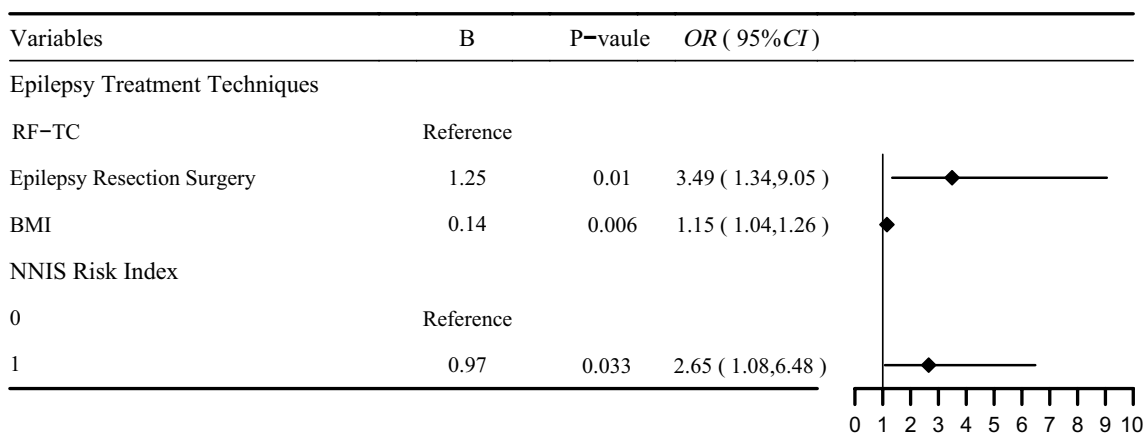 Variables B P-vaule OR ( 95%CI )
Epilepsy Treatment Techniques
RF-TC Reference
Epilepsy Resection Surgery 1.25 0.01 3.49 ( 1.34,9.05 )
BMI 0.14 0.006 1.15 ( 1.04,1.26 )
NNIS Risk Index
0 Reference
1 0.97 0.033 2.65 ( 1.08,6.48 )
0 1 2 3 4 5 6 7 8 9 10